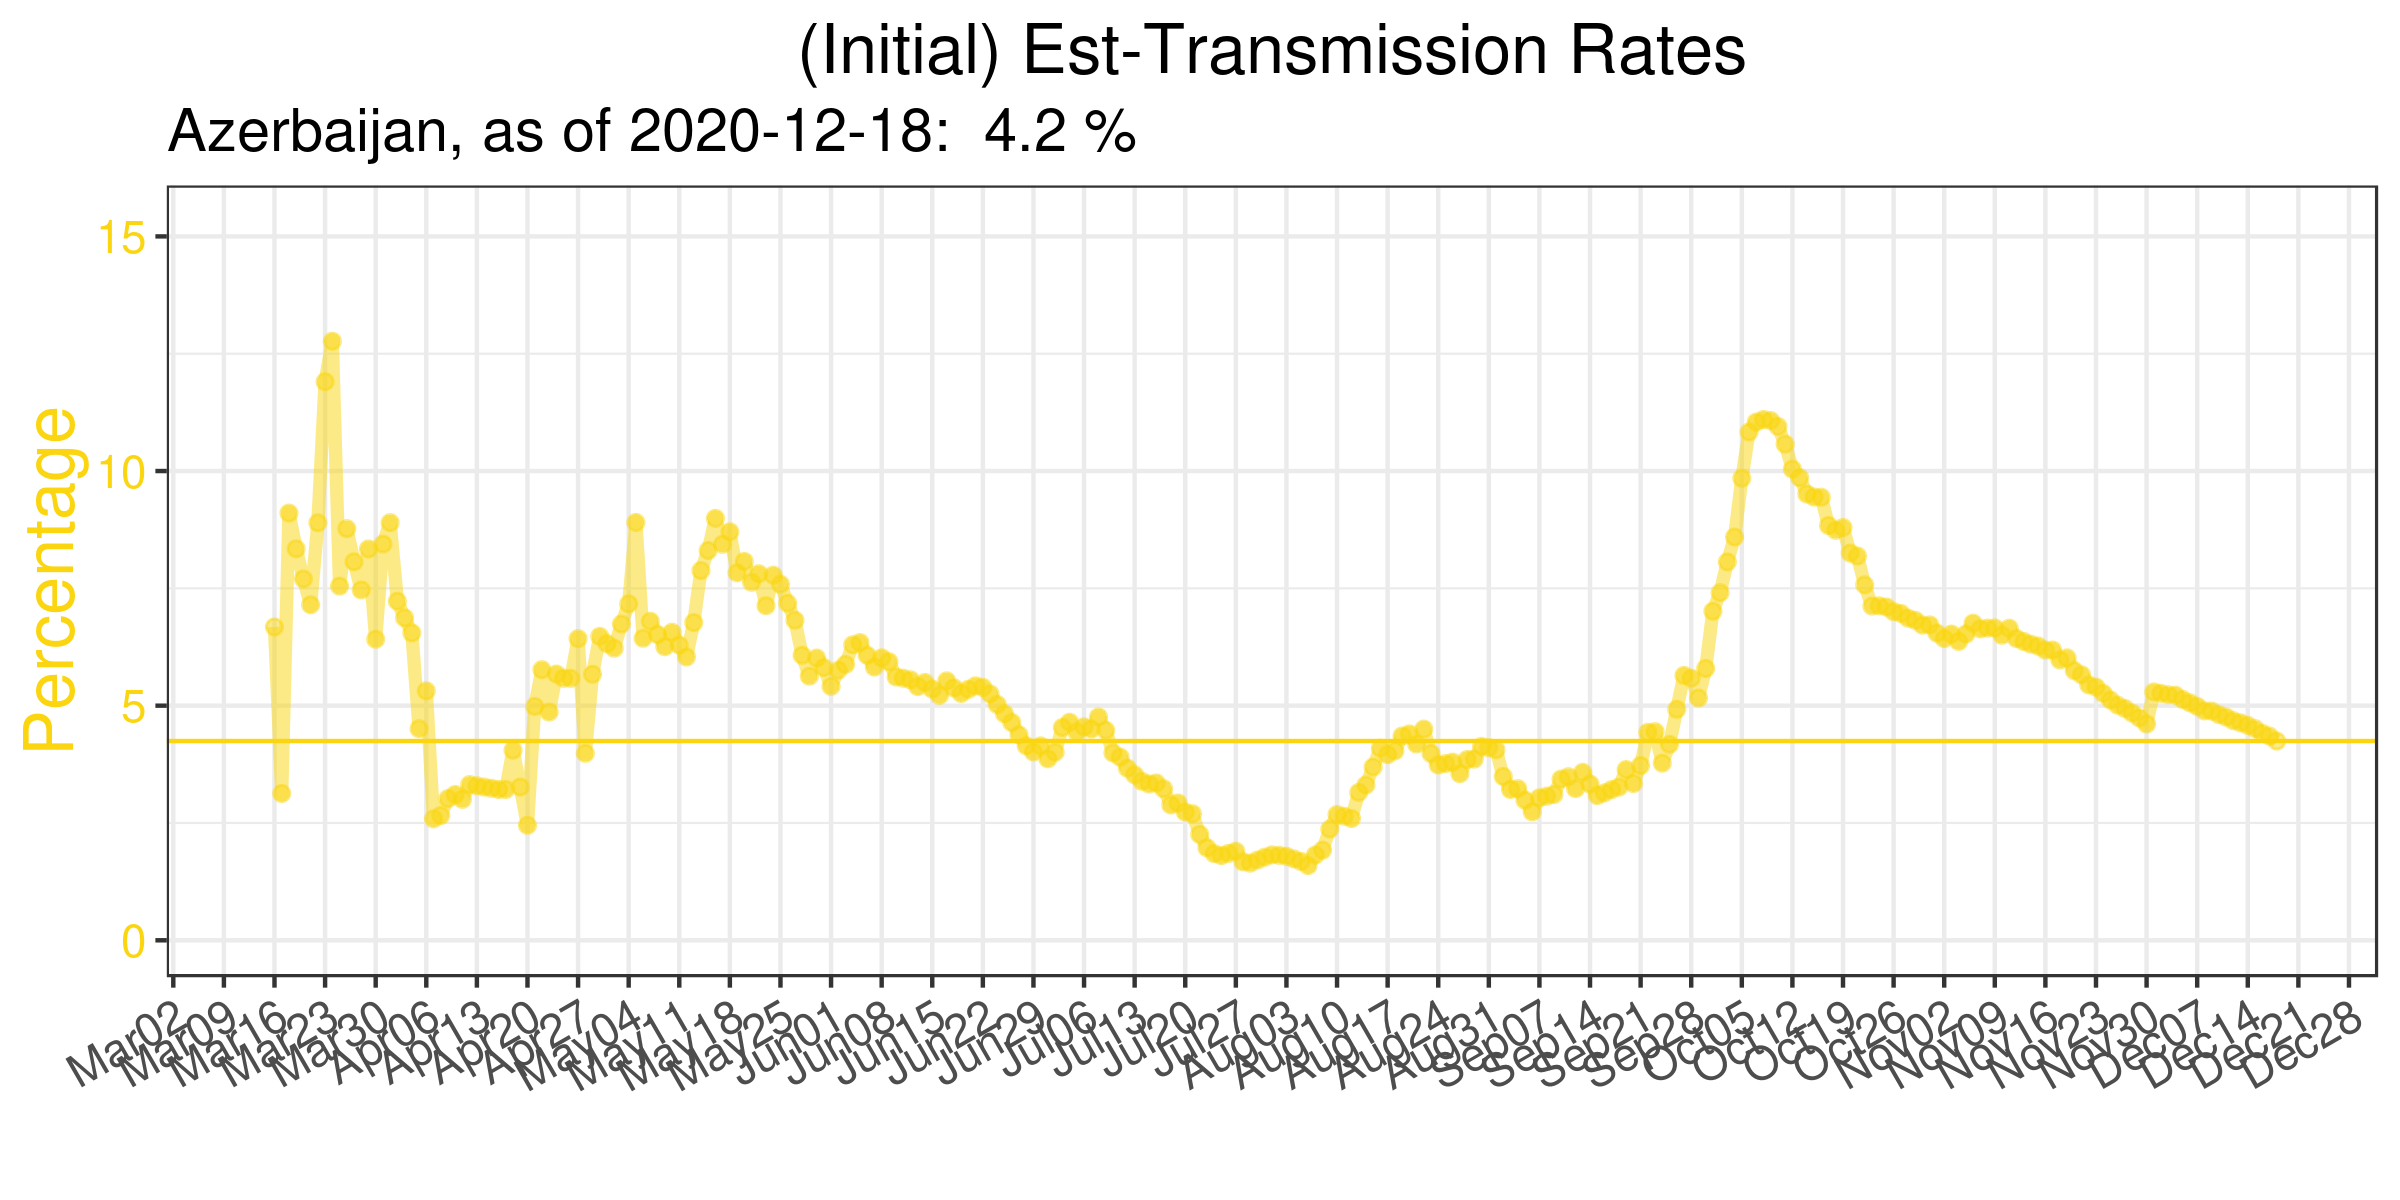 (Initial) Est-Transmission Rates
Azerbaijan, as of 2020-12-18:  4.2 %
Percentage
15
10
5
0
Mar02
Mar09
Mar16
Mar23
Mar30
Apr06
Apr13
Apr20
Apr27
May04
May11
May18
May25
Jun01
Jun08
Jun15
Jun22
Jun29
Jul06
Jul13
Jul20
Jul27
Aug03
Aug10
Aug17
Aug24
Aug31
Sep07
Sep14
Sep21
Sep28
Oct05
Oct12
Oct19
Oct26
Nov02
Nov09
Nov16
Nov23
Nov30
Dec07
Dec14
Dec21
Dec28